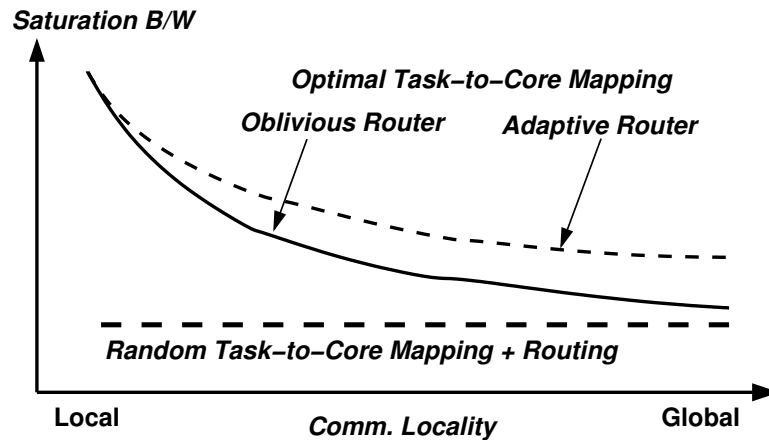 Saturation B/W
Optimal Task–to–Core Mapping
Oblivious Router
Adaptive Router
Random Task–to–Core Mapping + Routing
Local
Comm. Locality
Global